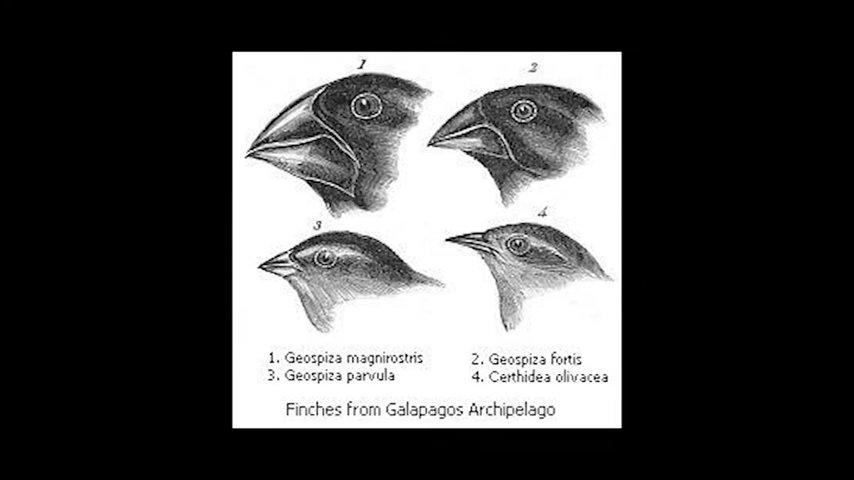 1
2
3
4
1. Geospiza magnirostris
2. Geospiza fortis
3. Geospiza parvula
4. Certhidea olivacea
Finches from Galapagos Archipelago